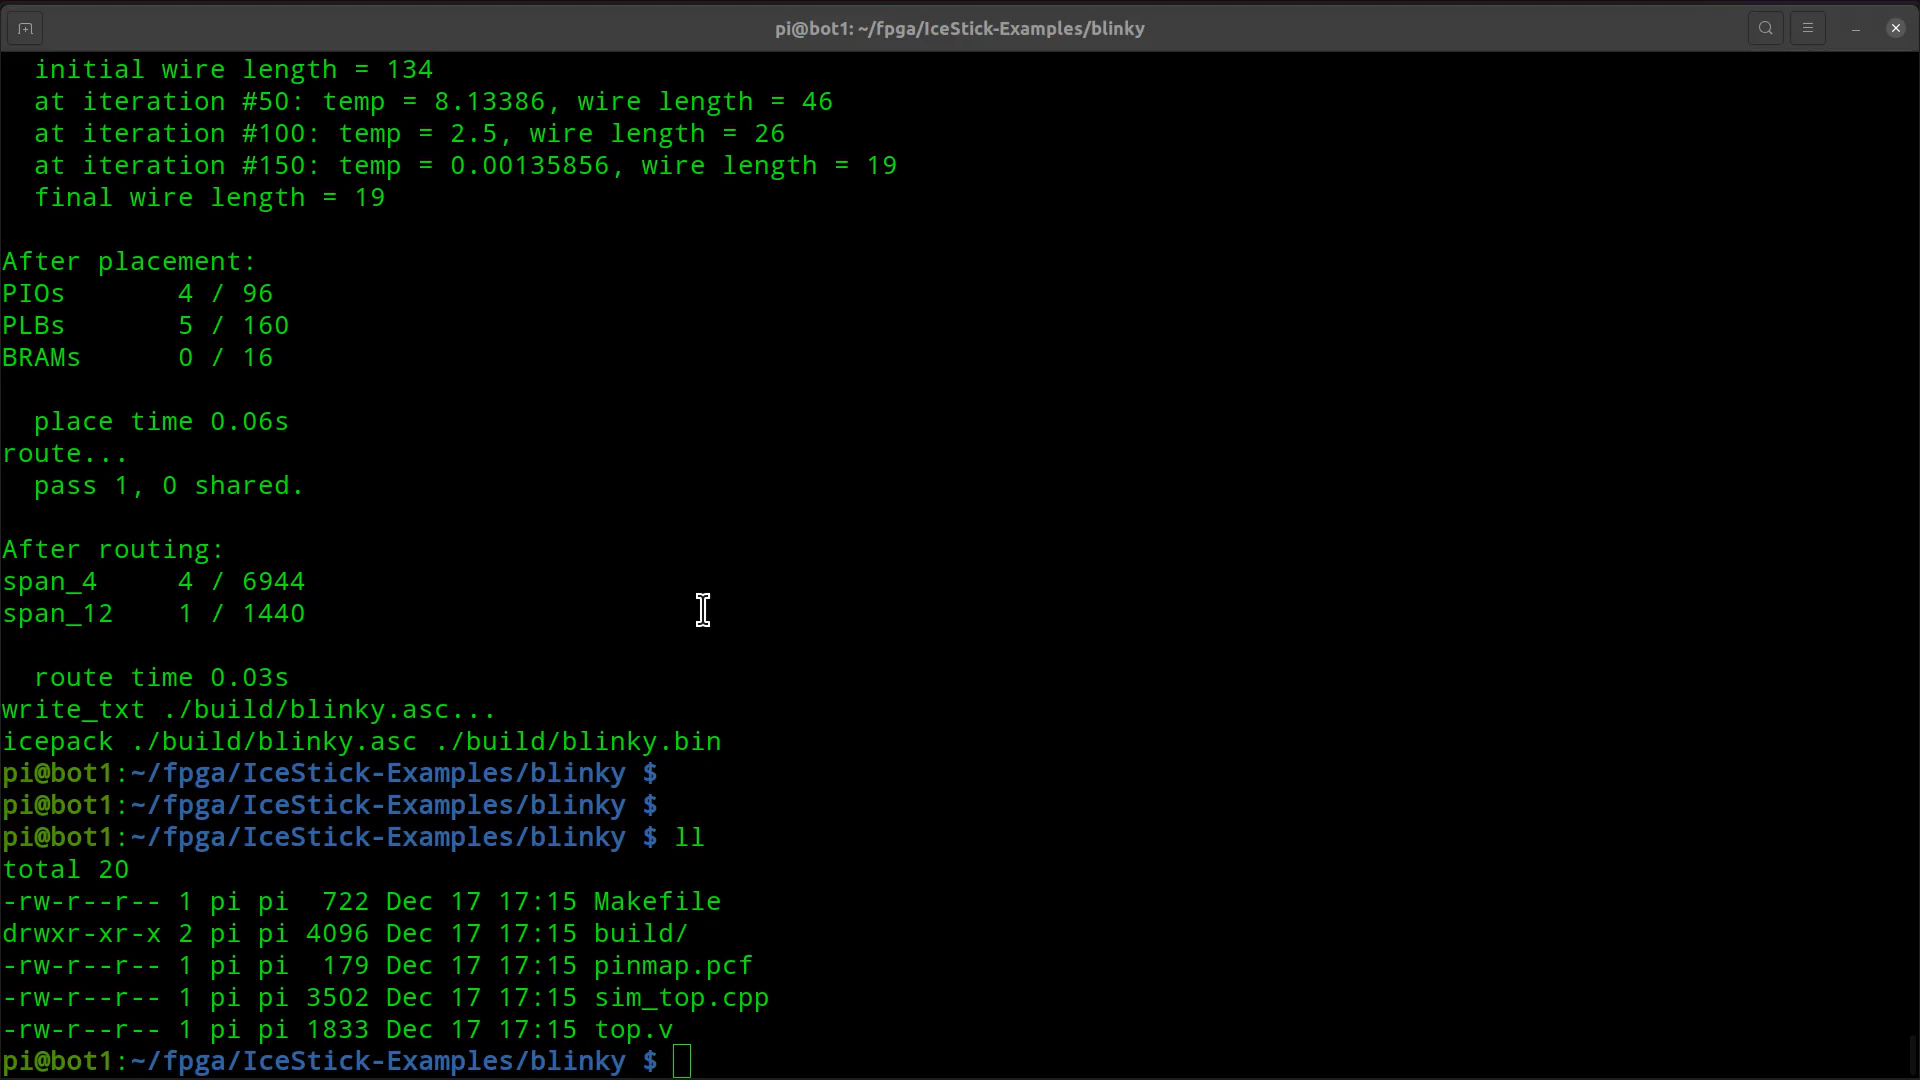 pi@bot1: ~/fpga/IceStick-Examples/blinky
  initial wire length = 134
  at iteration #50: temp = 8.13386, wire length = 46
  at iteration #100: temp = 2.5, wire length = 26
  at iteration #150: temp = 0.00135856, wire length = 19
  final wire length = 19

After placement:
PIOs       4 / 96
PLBs       5 / 160
BRAMs      0 / 16

  place time 0.06s
route...
  pass 1, 0 shared.

After routing:
span_4     4 / 6944
span_12    1 / 1440

  route time 0.03s
write_txt ./build/blinky.asc...
icepack ./build/blinky.asc ./build/blinky.bin
pi@bot1:~/fpga/IceStick-Examples/blinky $
pi@bot1:~/fpga/IceStick-Examples/blinky $
pi@bot1:~/fpga/IceStick-Examples/blinky $ ll
total 20
-rw-r--r-- 1 pi pi  722 Dec 17 17:15 Makefile
drwxr-xr-x 2 pi pi 4096 Dec 17 17:15 build/
-rw-r--r-- 1 pi pi  179 Dec 17 17:15 pinmap.pcf
-rw-r--r-- 1 pi pi 3502 Dec 17 17:15 sim_top.cpp
-rw-r--r-- 1 pi pi 1833 Dec 17 17:15 top.v
pi@bot1:~/fpga/IceStick-Examples/blinky $